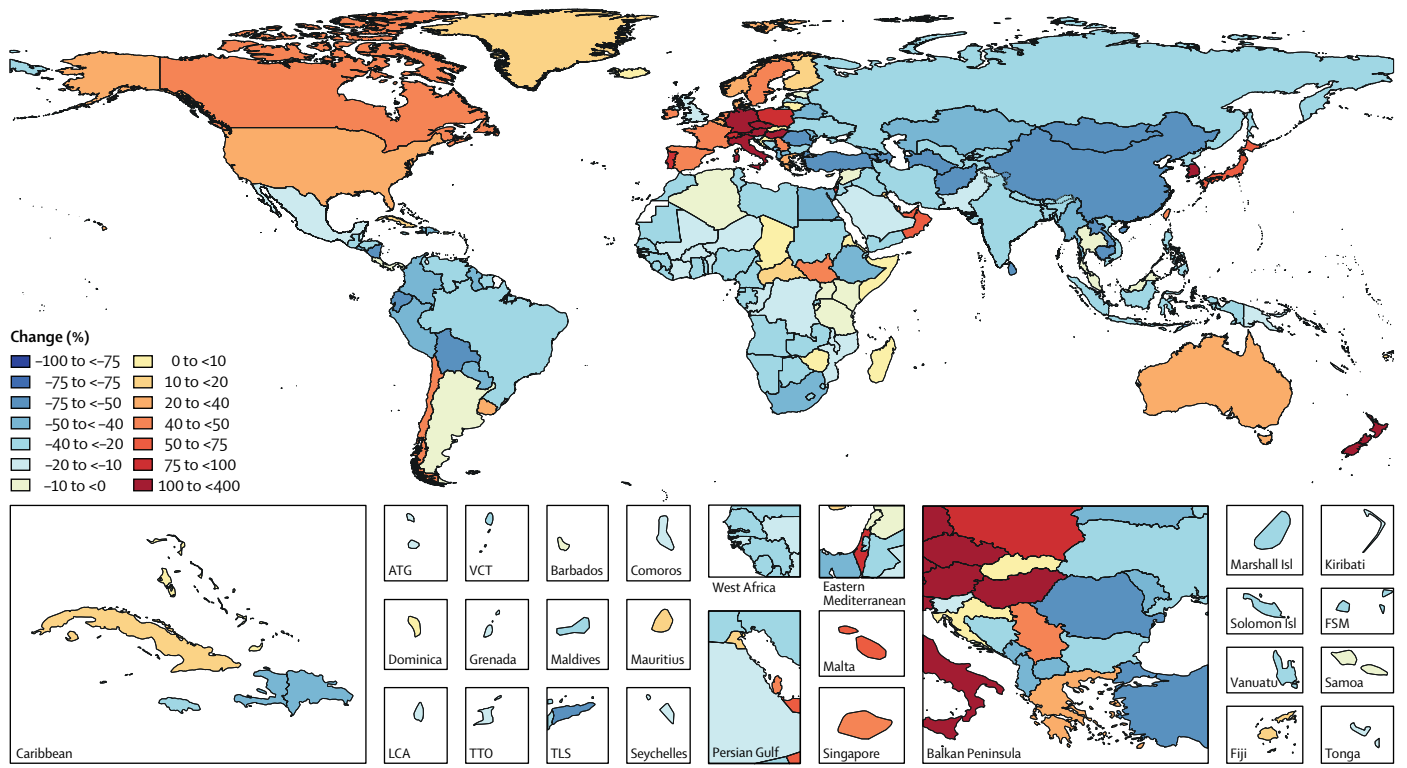 Change (%)
–100 to <–75
–75 to <–75
–75 to <–50
–50 to <–40
–40 to <–20
–20 to <–10
–10 to <0
0 to <10
10 to <20
20 to <40
40 to <50
50 to <75
75 to <100
100 to <400
Caribbean
ATG
VCT
Barbados
Comoros
Dominica
Grenada
Maldives
Mauritius
LCA
TTO
TLS
Seychelles
West Africa
Eastern
Mediterranean
Persian Gulf
Malta
Singapore
Balkan Peninsula
Marshall Isl
Kiribati
Solomon Isl
FSM
Vanuatu
Samoa
Fiji
Tonga